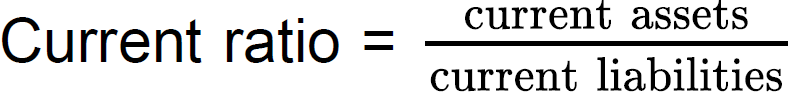 Current ratio = current assets
current liabilities